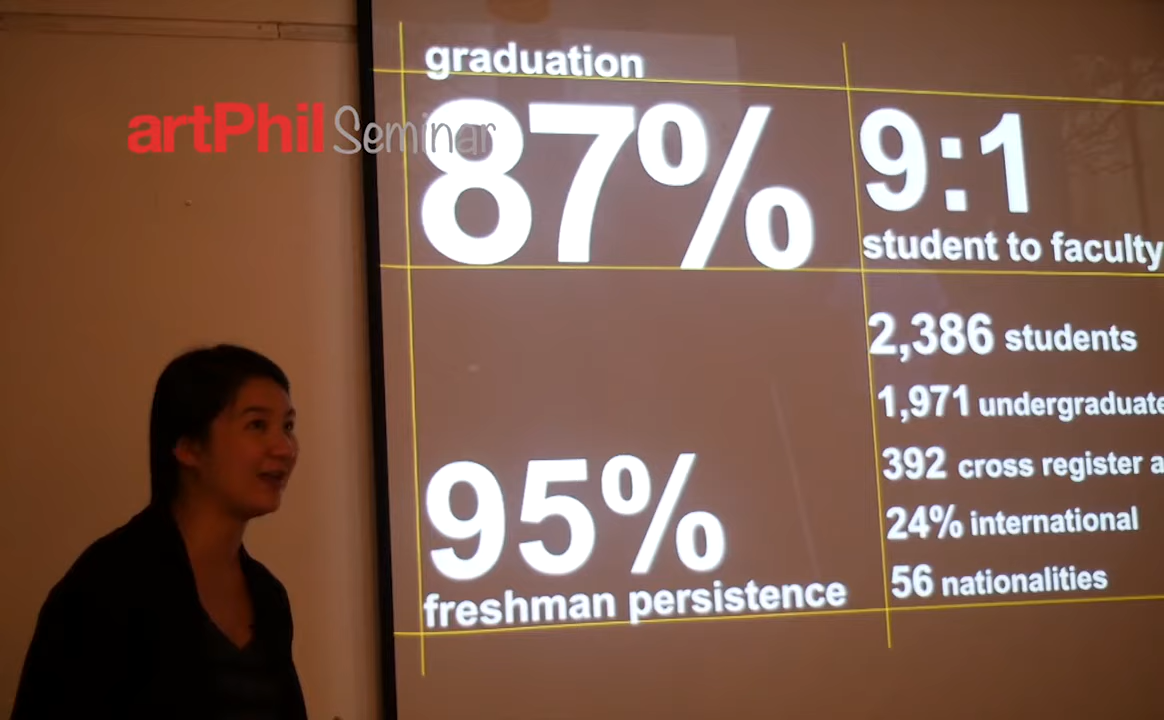 artPhil Seminar
graduation
87%
95%
freshman persistence
9:1
student to faculty
2,386 students
1,971 undergraduate
392 cross register a
24% international
56 nationalities